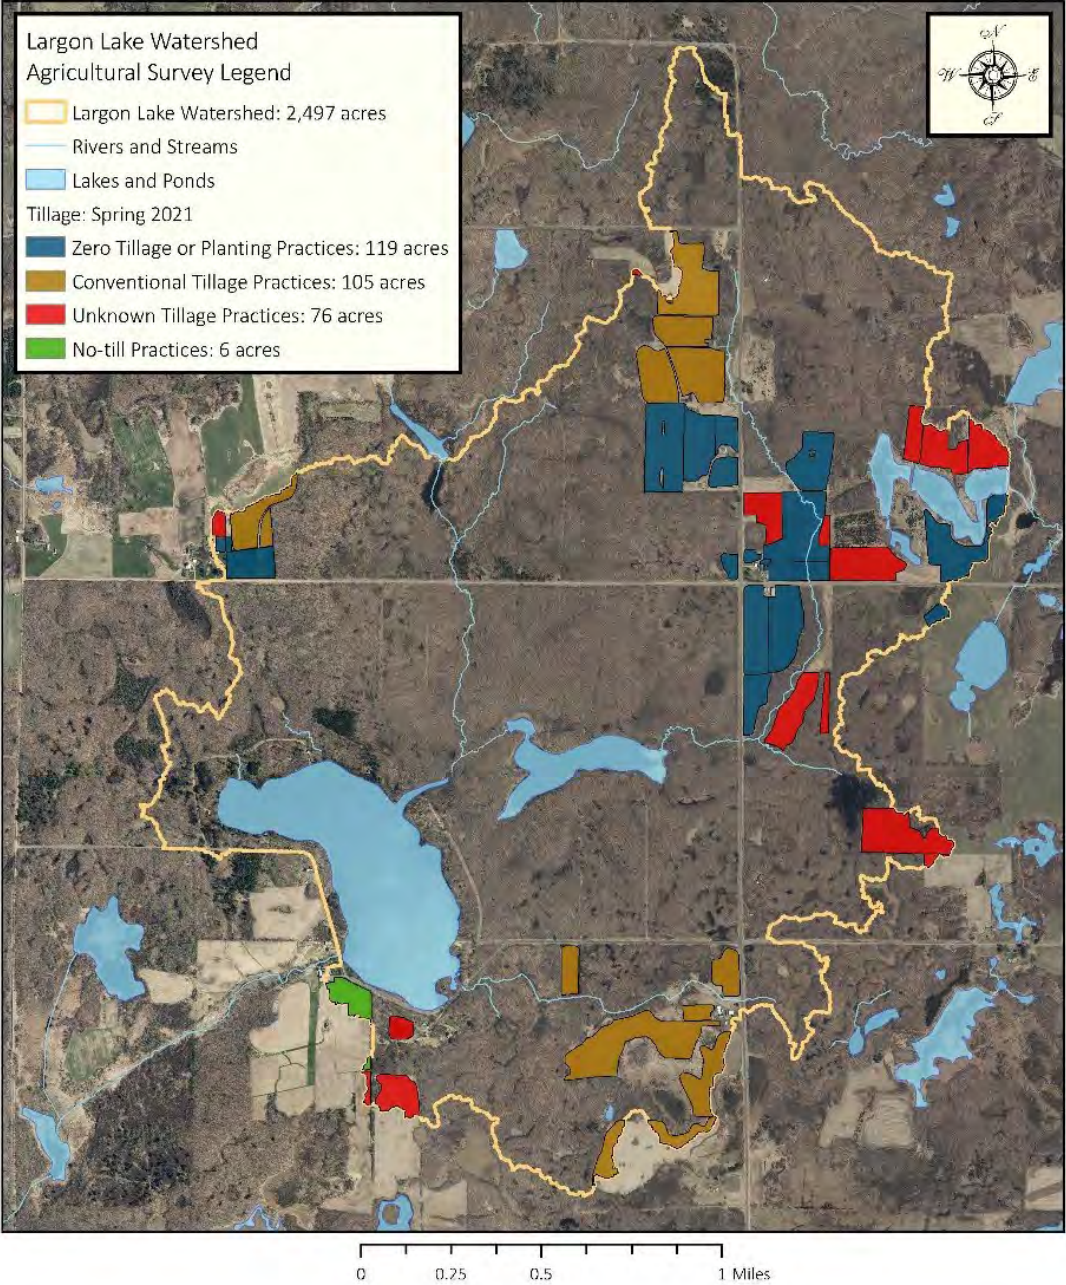 Largon Lake Watershed
Agricultural Survey Legend
Largon Lake Watershed: 2,497 acres
Rivers and Streams
Lakes and Ponds
Tillage: Spring 2021
Zero Tillage or Planting Practices: 119 acres
Conventional Tillage Practices: 105 acres
Unknown Tillage Practices: 76 acres
No-till Practices: 6 acres
N
W E
S
0 0.25 0.5 1 Miles